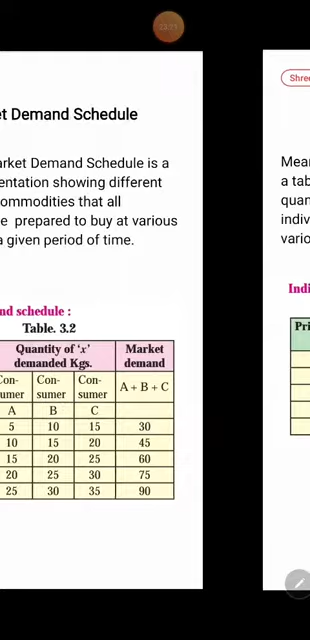 et Demand Schedule
arket Demand Schedule is a
entation showing different
ommodities that all
e prepared to buy at various
a given period of time.
nd schedule :
Table. 3.2
Quantity of ‘x’ demanded Kgs. Market demand
Con- Con- Con- A + B + C
umer sumer sumer
A B C
5 10 15 30
10 15 20 45
15 20 25 60
20 25 30 75
25 30 35 90
Shree
Mean
a tab
quan
indiv
vario
Indi
Pri